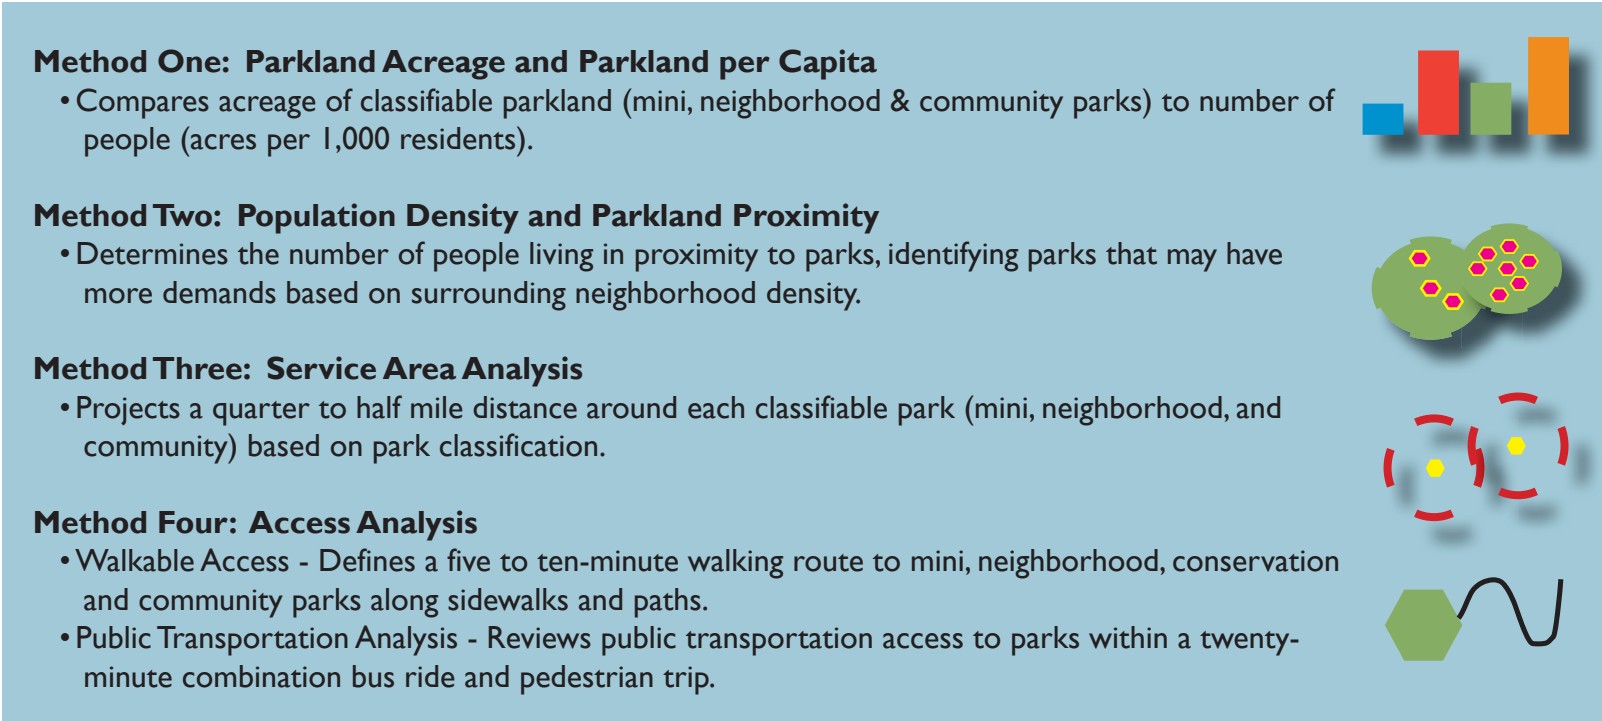 Method One: Parkland Acreage and Parkland per Capita
• Compares acreage of classifiable parkland (mini, neighborhood & community parks) to number of
people (acres per 1,000 residents).
Method Two: Population Density and Parkland Proximity
• Determines the number of people living in proximity to parks, identifying parks that may have
more demands based on surrounding neighborhood density.
Method Three: Service Area Analysis
• Projects a quarter to half mile distance around each classifiable park (mini, neighborhood, and
community) based on park classification.
Method Four: Access Analysis
• Walkable Access - Defines a five to ten-minute walking route to mini, neighborhood, conservation
and community parks along sidewalks and paths.
• Public Transportation Analysis - Reviews public transportation access to parks within a twenty-
minute combination bus ride and pedestrian trip.